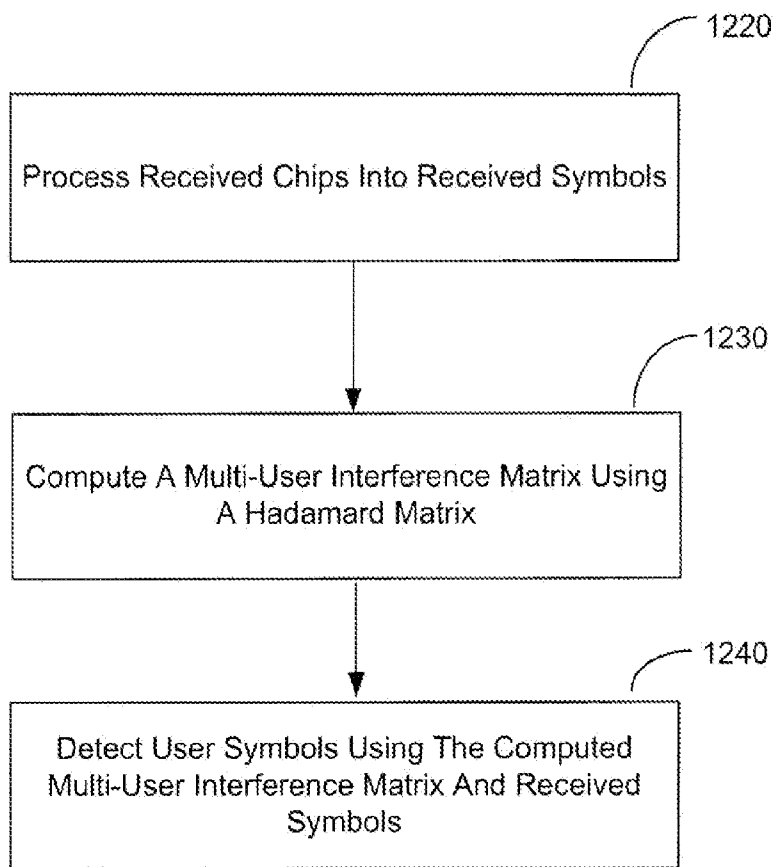 1220
Process Received Chips Into Received Symbols
1230
Compute A Multi-User Interference Matrix Using
A Hadamard Matrix
1240
Detect User Symbols Using The Computed
Multi-User Interference Matrix And Received
Symbols